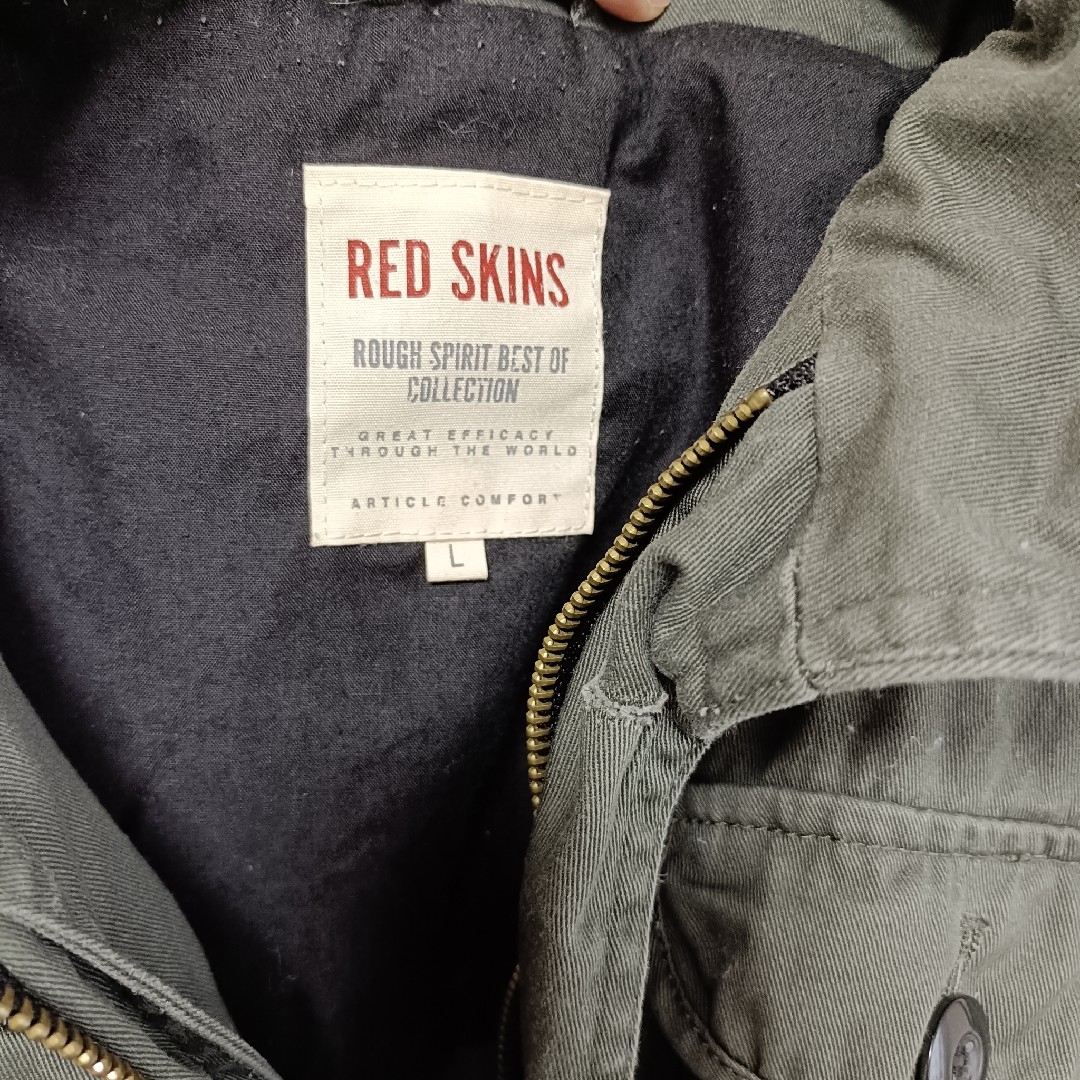 RED SKINS
ROUGH SPIRIT BEST OF
COLLECTION
GREAT EFFICACY
THROUGH THE WORLD
ARTICLE COMFORT
L